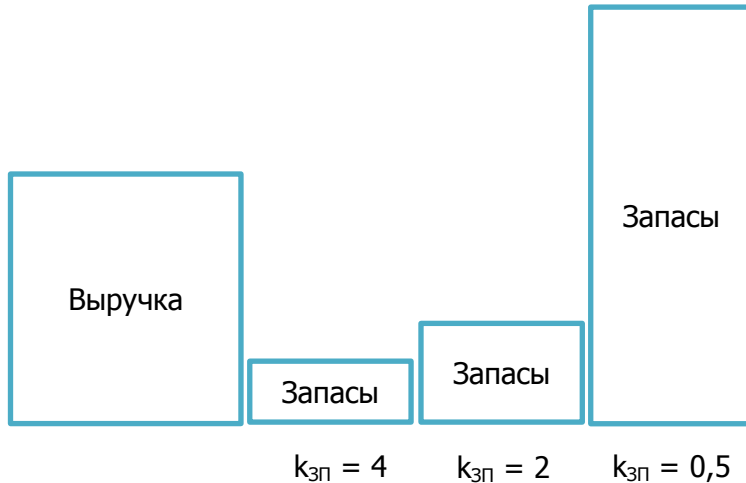 Запасы
Выручка
Запасы
Запасы
kЗП = 4
kЗП = 2
kЗП = 0,5